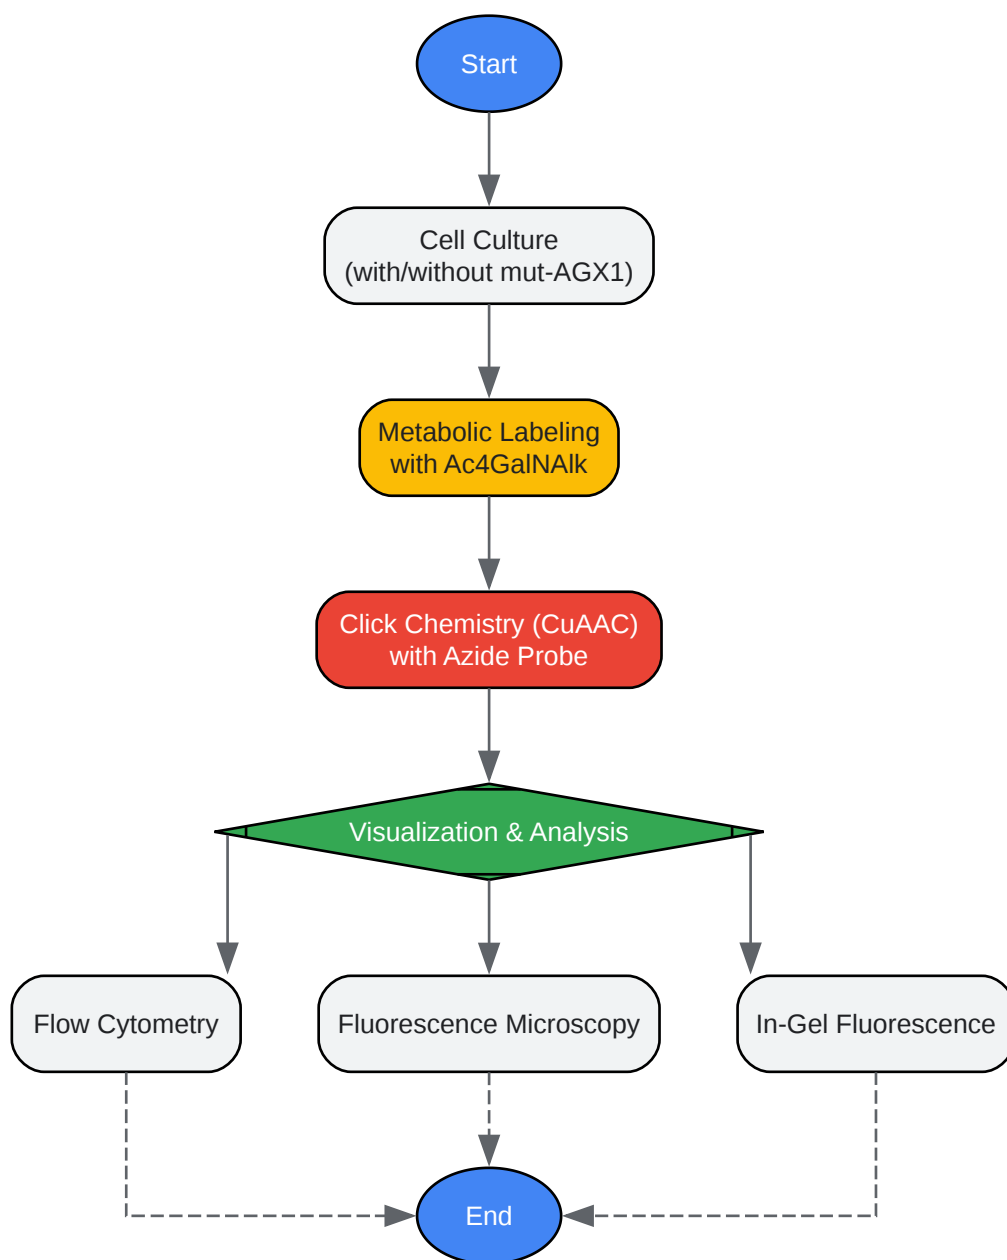 Start
Cell Culture
(with/without mut-AGX1)
Metabolic Labeling
with Ac4GalNAlk
Click Chemistry (CuAAC)
with Azide Probe
Visualization & Analysis
Flow Cytometry
Fluorescence Microscopy
In-Gel Fluorescence
End